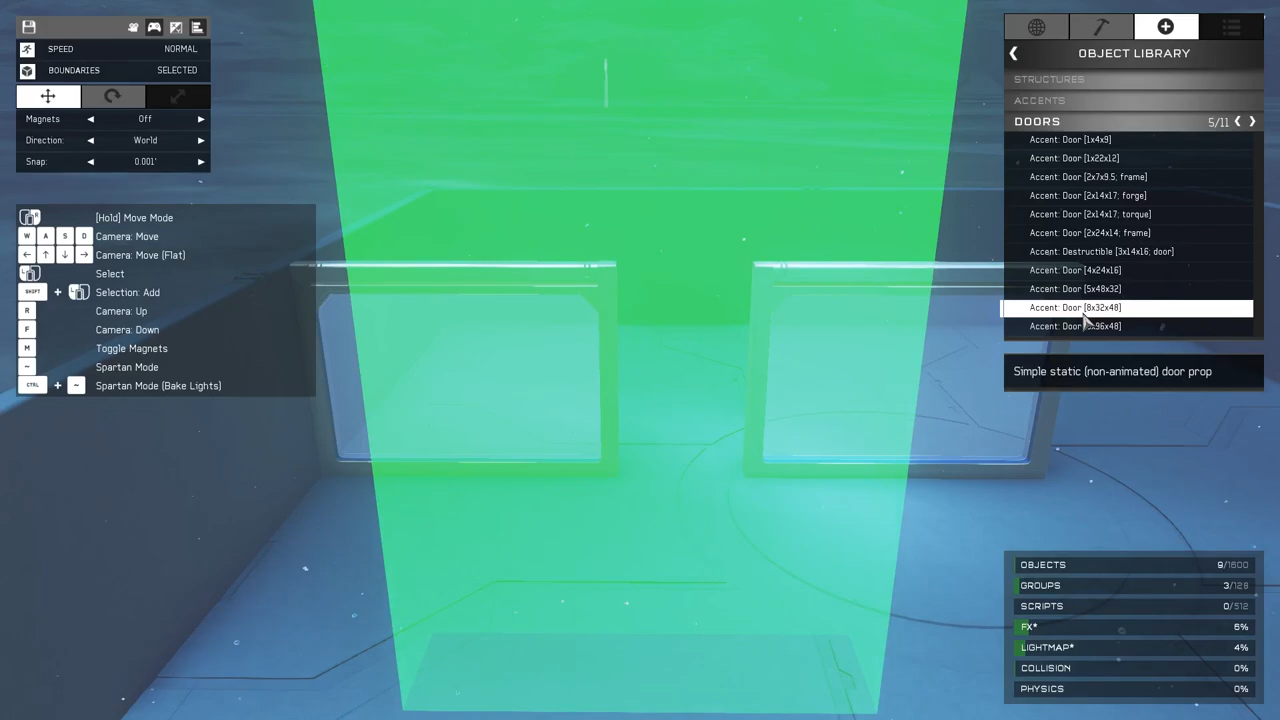 SPEED NORMAL
BOUNDARIES SELECTED
Magnets Off
Direction: World
Snap: 0.001'
R [Hold] Move Mode
W A S D Camera: Move
← ↑ ↓ → Camera: Move (Flat)
Select
SHIFT + Selection: Add
R Camera: Up
F Camera: Down
M Toggle Magnets
~ Spartan Mode
CTRL + ~ Spartan Mode (Bake Lights)
OBJECT LIBRARY
STRUCTURES
ACCENTS
DOORS 5/11
Accent: Door [1x4x9]
Accent: Door [1x22x12]
Accent: Door [2x7x9.5; frame]
Accent: Door [2x14x17; forge]
Accent: Door [2x14x17; torque]
Accent: Door [2x24x14; frame]
Accent: Destructible [3x14x16; door]
Accent: Door [4x24x16]
Accent: Door [5x48x32]
Accent: Door [8x32x48]
Accent: Door
Simple static (non-animated) door prop
OBJECTS 9/1600
GROUPS 3/128
SCRIPTS 0/512
FX* 6%
LIGHTMAP* 4%
COLLISION 0%
PHYSICS 0%